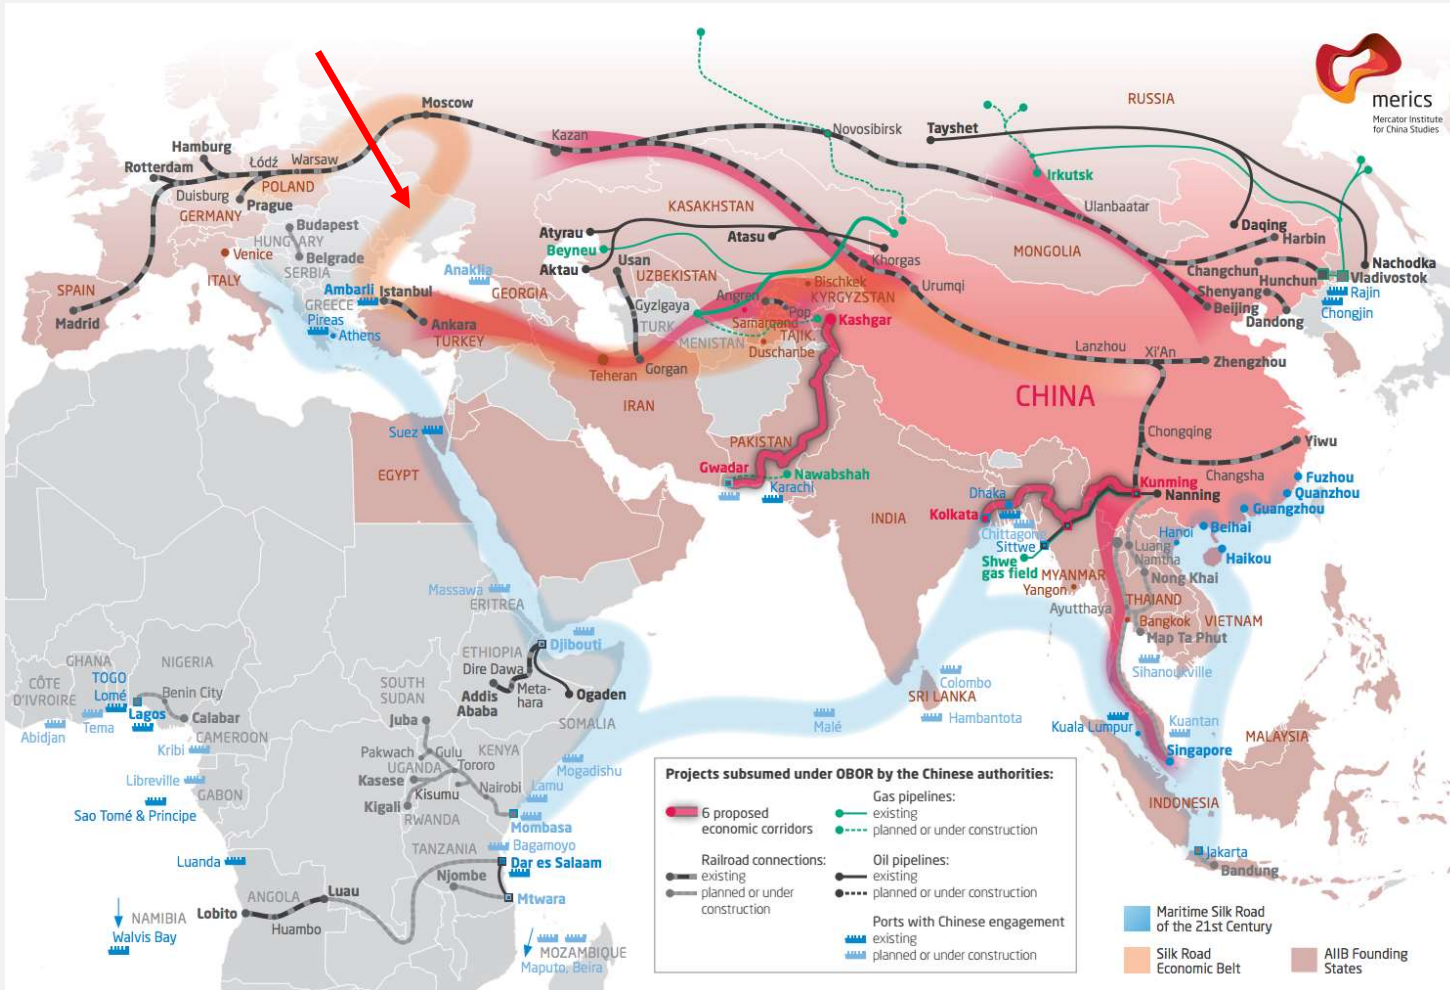 merics
Mercator Institute
for China Studies
RUSSIA
Moscow
Kazan
Novosibirsk
Tayshet
Irkutsk
Hamburg
Rotterdam
Łódź
Warsaw
Duisburg
POLAND
Prague
GERMANY
Budapest
HUNGARY
Belgrade
SERBIA
Venice
ITALY
SPAIN
Madrid
Ambarli
Istanbul
GREECE
Pireas
Athens
Ankara
TURKEY
Anaklia
GEORGIA
KASAKHSTAN
Atyrau
Beyneu
Aktau
Atasu
Usan
UZBEKISTAN
Gyzlgaya
TURK
MENISTAN
Angren
Pop
Samarqand
TAJIK.
Duschanbe
Bischkek
KYRGYZSTAN
Kashgar
Khorgas
Urumqi
Teheran
Gorgan
IRAN
MONGOLIA
Ulanbaatar
Daqing
Harbin
Changchun
Hunchun
Nachodka
Vladivostok
Shenyang
Rajin
Chongjin
Beijing
Dandong
Lanzhou
Xi'An
Zhengzhou
CHINA
Chongqing
Yiwu
Changsha
Fuzhou
Quanzhou
Guangzhou
Kunming
Nanning
Beihai
Hanoi
Haikou
Suez
EGYPT
PAKISTAN
Gwadar
Nawabshah
Karachi
INDIA
Dhaka
Kolkata
Chittagong
Sittwe
Shwe
gas field
MYANMAR
Yangon
Luang
Namtha
Nong Khai
THAILAND
Ayutthaya
Bangkok
VIETNAM
Map Ta Phut
Sihanoukville
Massawa
ERITREA
Djibouti
ETHIOPIA
Dire Dawa
Meta-
hara
Addis
Ababa
Ogaden
SOMALIA
GHANA
NIGERIA
CÔTE
D'IVROIRE
TOGO
Lomé
Benin City
Lagos
Tema
Abidjan
Calabar
CAMEROON
Kribi
Libreville
GABON
Sao Tomé & Principe
SOUTH
SUDAN
Juba
Pakwach
Gulu
KENYA
UGANDA
Tororo
Kasese
Kisumu
Nairobi
Kigali
RWANDA
Mogadishu
Lamu
Mombasa
Bagamoyo
TANZANIA
Dar es Salaam
Njombe
Mtwara
Luanda
ANGOLA
Luau
Lobito
Huambo
NAMIBIA
Walvis Bay
MOZAMBIQUE
Maputo, Beira
Colombo
SRI LANKA
Hambantota
Malé
Kuala Lumpur
Kuantan
Singapore
MALAYSIA
INDONESIA
Jakarta
Bandung
Projects subsumed under OBOR by the Chinese authorities:
6 proposed
economic corridors
Gas pipelines:
existing
planned or under construction
Railroad connections:
existing
planned or under
construction
Oil pipelines:
existing
planned or under construction
Ports with Chinese engagement
existing
planned or under construction
Maritime Silk Road
of the 21st Century
Silk Road
Economic Belt
AIIB Founding
States